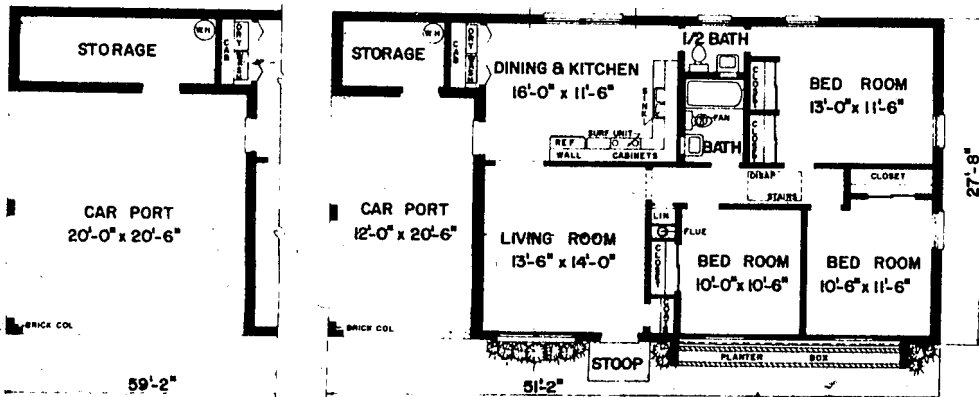 STORAGE
WH
CAB
DRY
WASH
CAR PORT
20'-0" x 20'-6"
BRICK COL
59'-2"
STORAGE
WH
CAB
DRY
WASH
CAR PORT
12'-0" x 20'-6"
BRICK COL
DINING & KITCHEN
16'-0" x 11'-6"
SINK
SURF UNIT
REF
WALL CABINETS
1/2 BATH
FAN
BATH
CLOSET
CLOSET
BED ROOM
13'-0" x 11'-6"
DISAP
STAIRS
CLOSET
LIVING ROOM
13'-6" x 14'-0"
LIN
FLUE
CLOSET
BED ROOM
10'-0" x 10'-6"
BED ROOM
10'-6" x 11'-6"
STOOP
PLANTER BOX
51'-2"
27'-8"